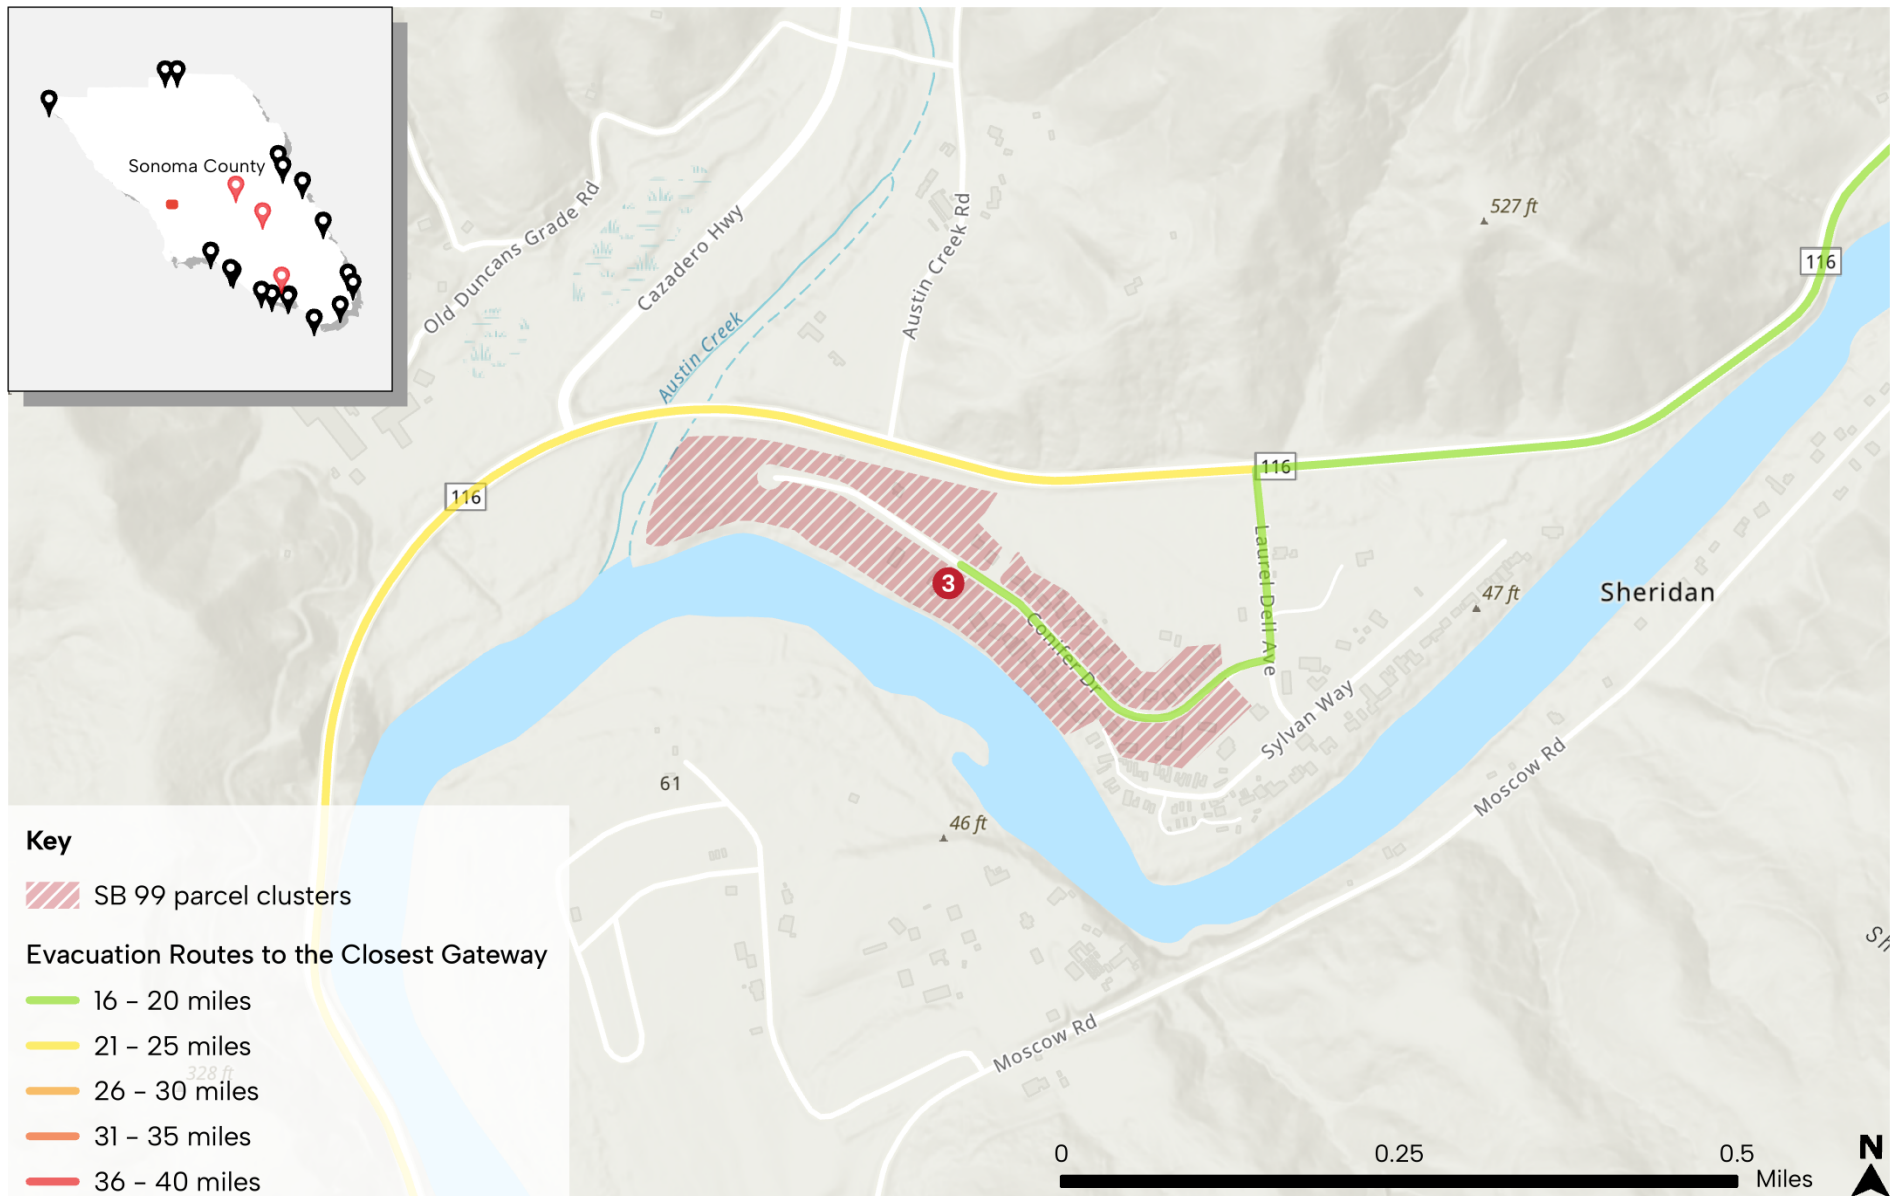 Sonoma County
Old Duncans Grade Rd
Cazadero Hwy
Austin Creek
Austin Creek Rd
527 ft
116
116
116
3
Conifer Dr
Laurel Dell Ave
47 ft
Sheridan
Sylvan Way
Moscow Rd
61
46 ft
Moscow Rd
Key
SB 99 parcel clusters
Evacuation Routes to the Closest Gateway
16 – 20 miles
21 – 25 miles
328 ft
26 – 30 miles
31 – 35 miles
36 – 40 miles
0 0.25 0.5
Miles
N